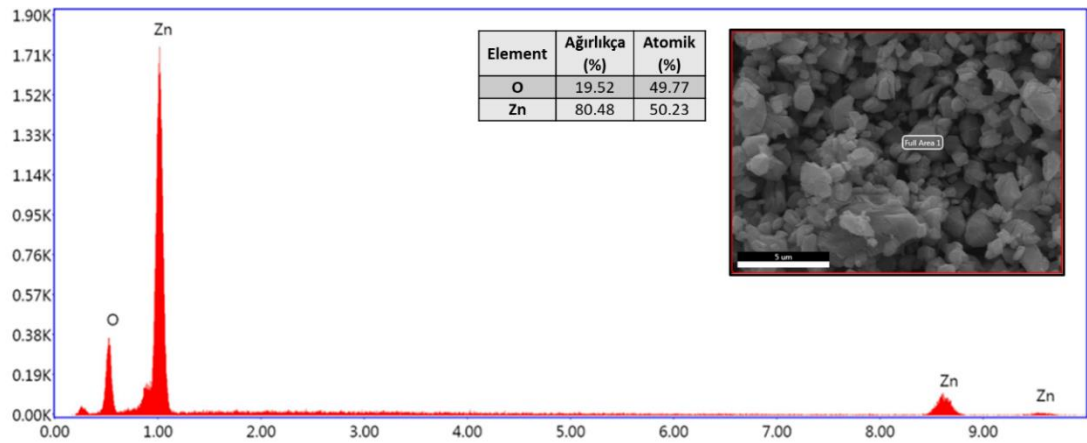 1.90K
Zn
1.71K
1.52K
1.33K
1.14K
0.95K
0.76K
0.57K
0.38K
0.19K
0.00K
O
Zn
Zn
0.00 1.00 2.00 3.00 4.00 5.00 6.00 7.00 8.00 9.00
Element Ağırlıkça (%) Atomik (%)
O 19.52 49.77
Zn 80.48 50.23
Full Area 1
5 um